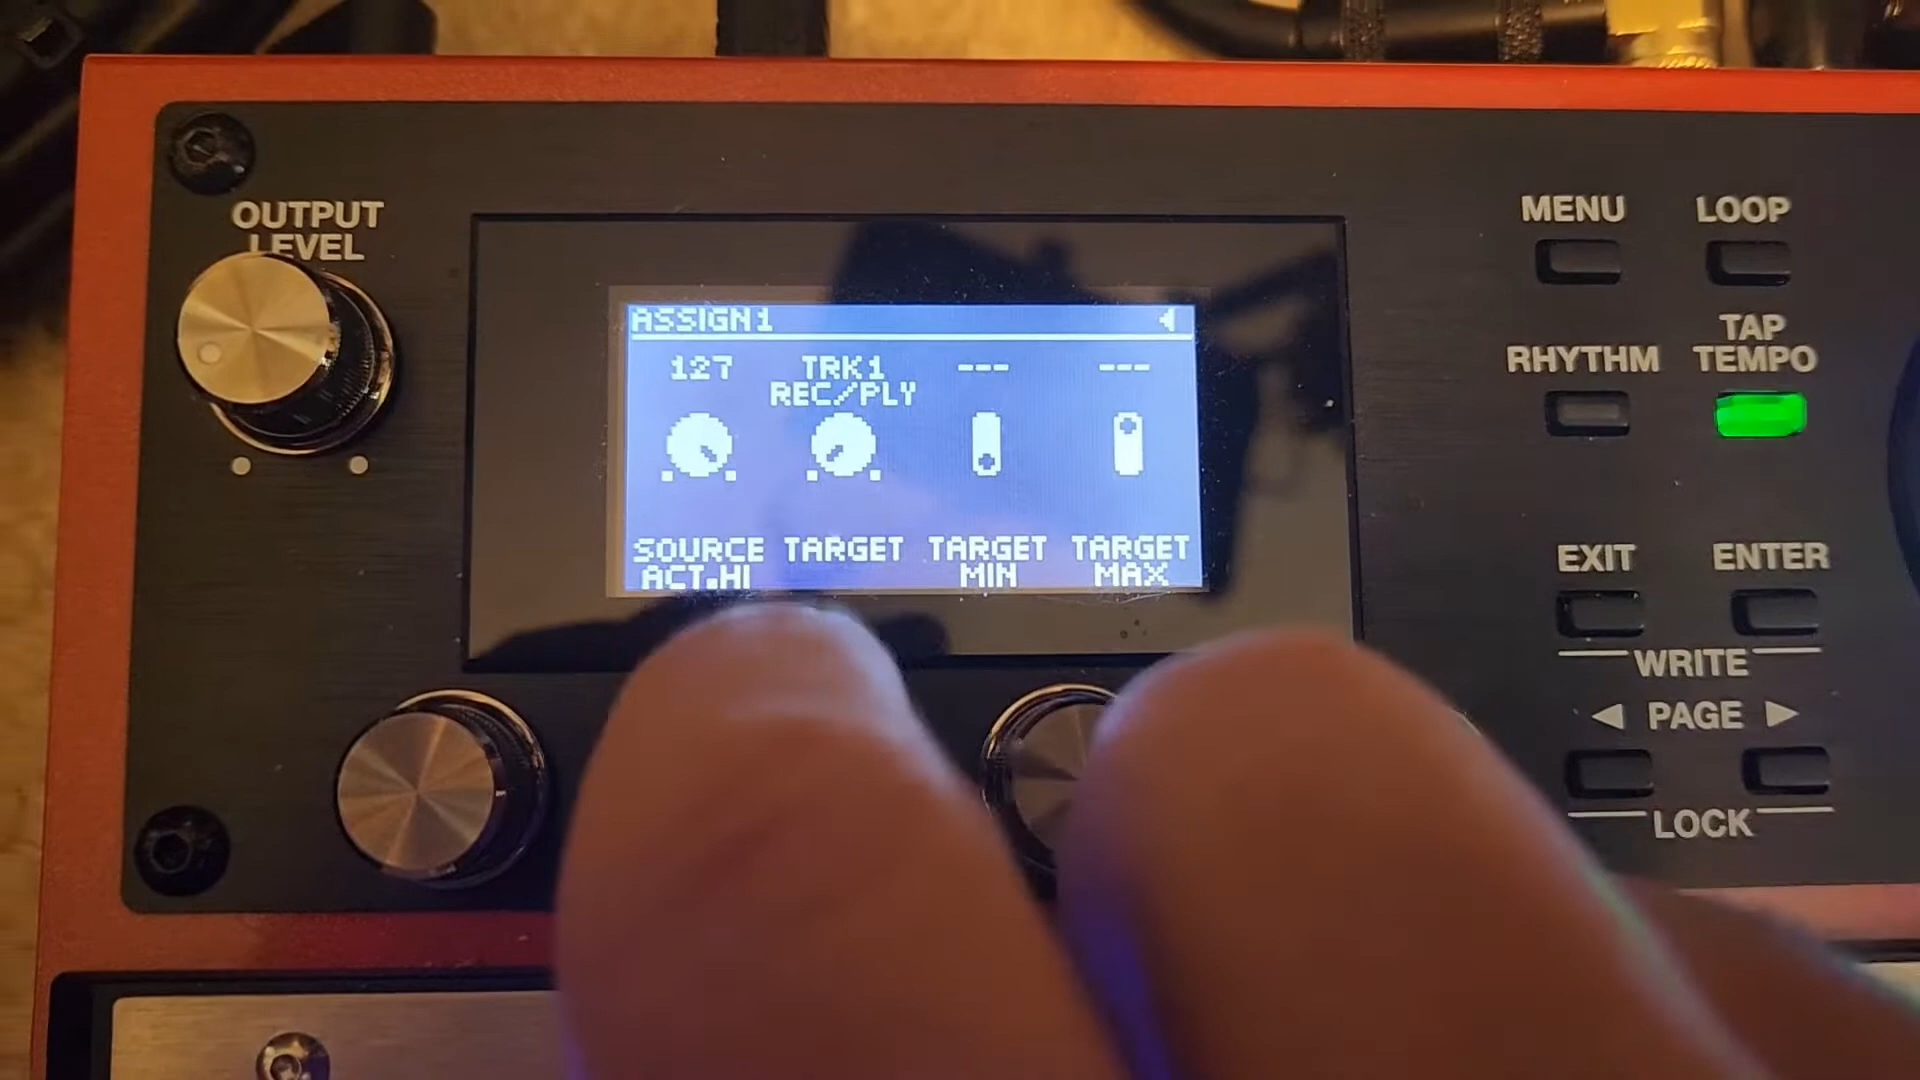 OUTPUT
LEVEL
ASSIGN1
127
TRK1
REC/PLY
---
---
SOURCE
ACT.HI
TARGET
TARGET
MIN
TARGET
MAX
MENU
LOOP
RHYTHM
TAP
TEMPO
EXIT
ENTER
WRITE
PAGE
LOCK